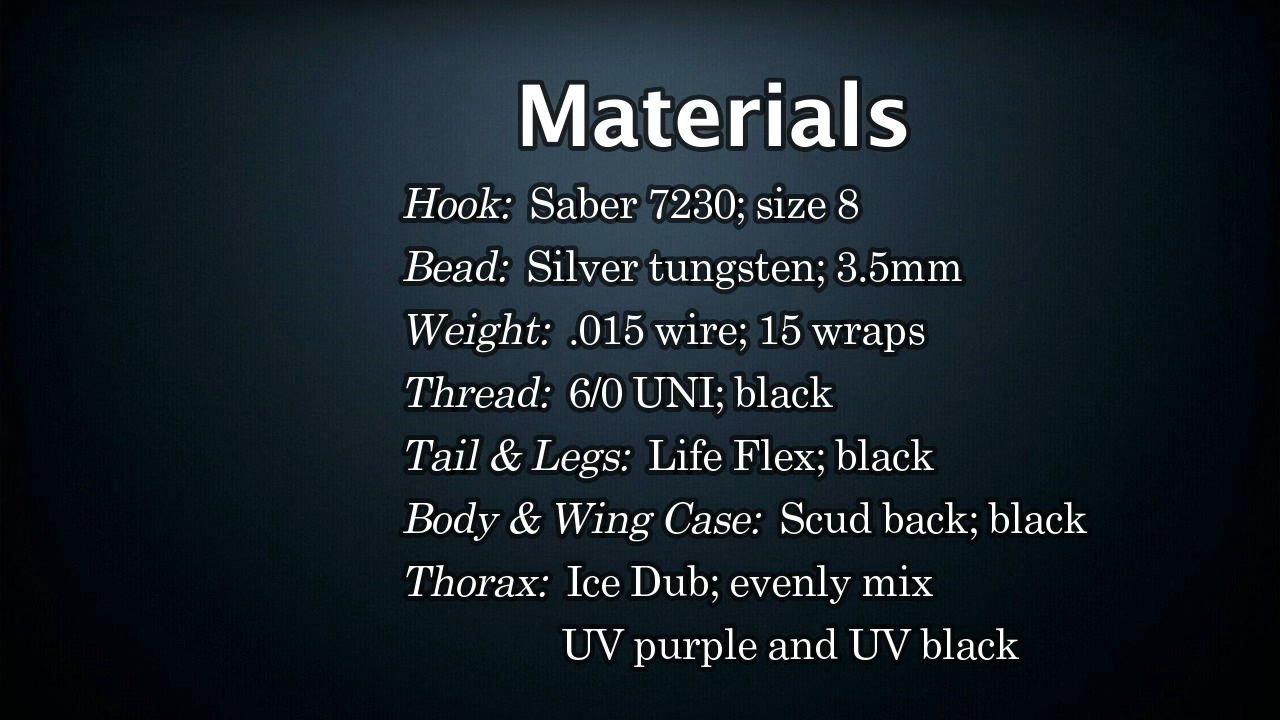 Materials
Hook: Saber 7230; size 8
Bead: Silver tungsten; 3.5mm
Weight: .015 wire; 15 wraps
Thread: 6/0 UNI; black
Tail & Legs: Life Flex; black
Body & Wing Case: Scud back; black
Thorax: Ice Dub; evenly mix
UV purple and UV black